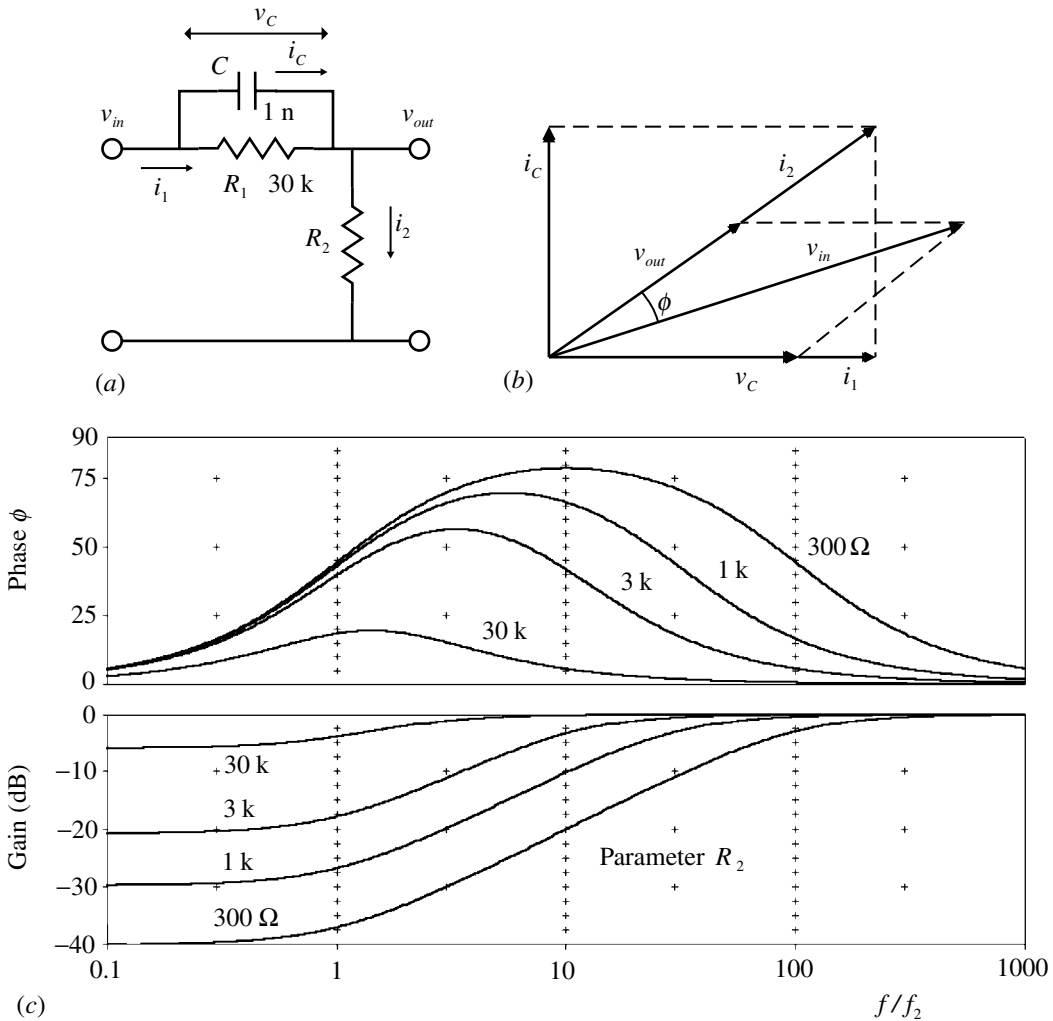 v_C
C
i_C
1 n
v_in
v_out
i_1
R_1
30 k
R_2
i_2
(a)
i_C
i_2
v_out
v_in
ϕ
v_C
i_1
(b)
90
75
50
25
0
Phase ϕ
300 Ω
1 k
3 k
30 k
0
−10
−20
−30
−40
Gain (dB)
30 k
3 k
1 k
300 Ω
Parameter R_2
0.1
1
10
100
1000
f/f_2
(c)